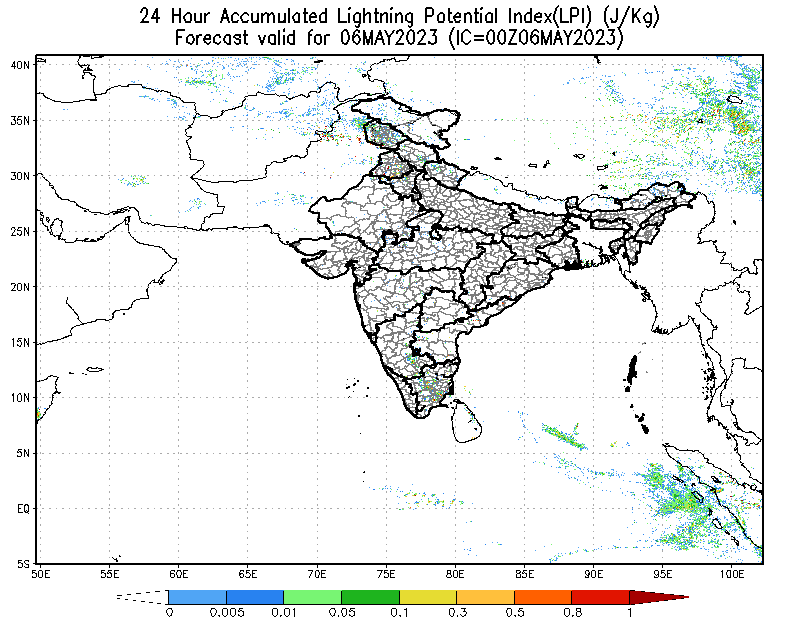 24 Hour Accumulated Lightning Potential Index(LPI) (J/Kg)
Forecast valid for 06MAY2023 (IC=00Z06MAY2023)
40N
35N
30N
25N
20N
15N
10N
5N
EQ
5S
50E 55E 60E 65E 70E 75E 80E 85E 90E 95E 100E
0 0.005 0.01 0.05 0.1 0.3 0.5 0.8 1